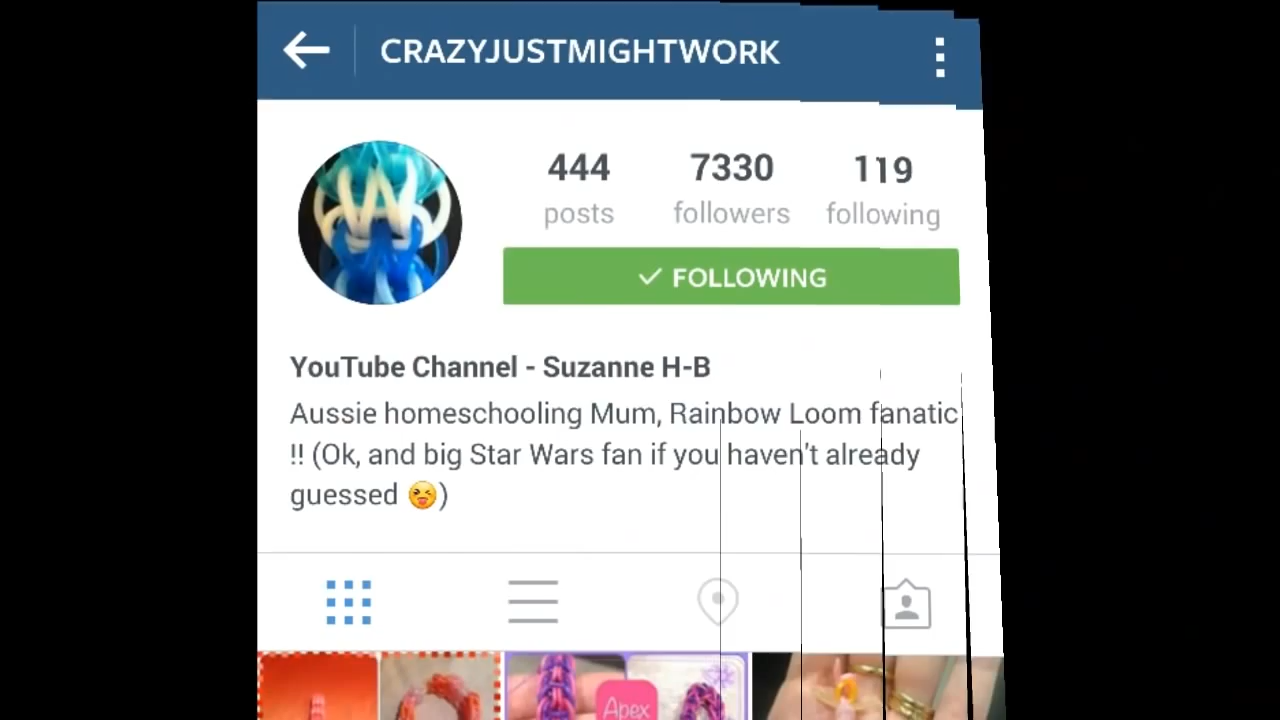 CRAZYJUSTMIGHTWORK
444 7330 119
posts followers following
FOLLOWING
YouTube Channel - Suzanne H-B
Aussie homeschooling Mum, Rainbow Loom fanatic
!! (Ok, and big Star Wars fan if you haven't already
guessed 😝)
Apex